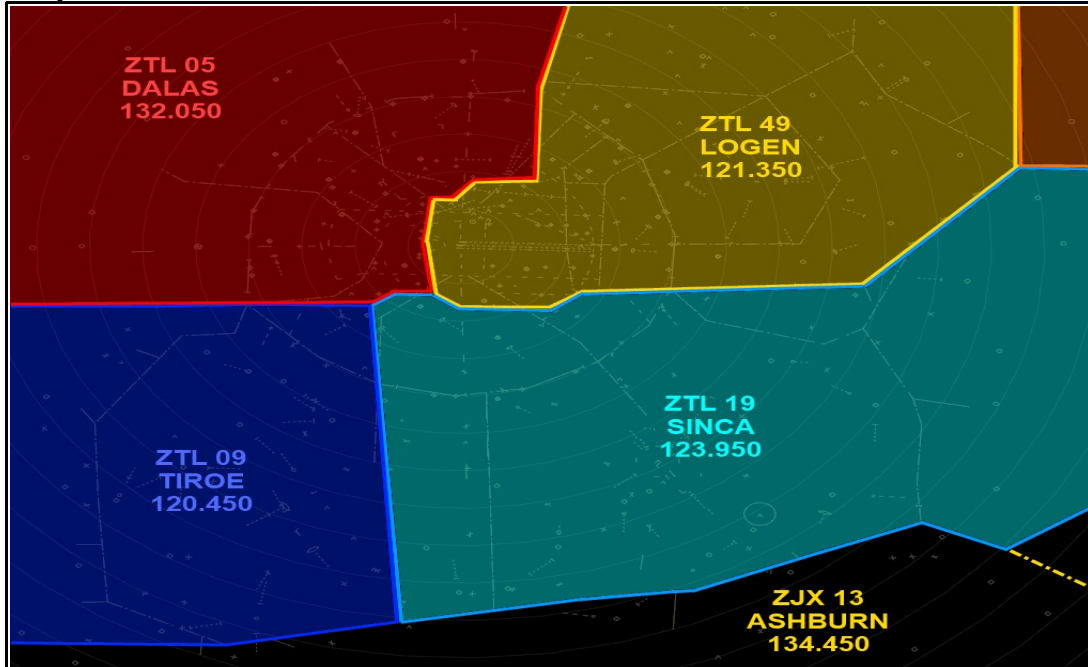 ZTL 05
DALAS
132.050
ZTL 49
LOGEN
121.350
ZTL 19
SINCA
123.950
ZTL 09
TIROE
120.450
ZJX 13
ASHBURN
134.450